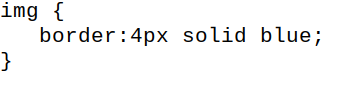 img {
   border:4px solid blue;
}